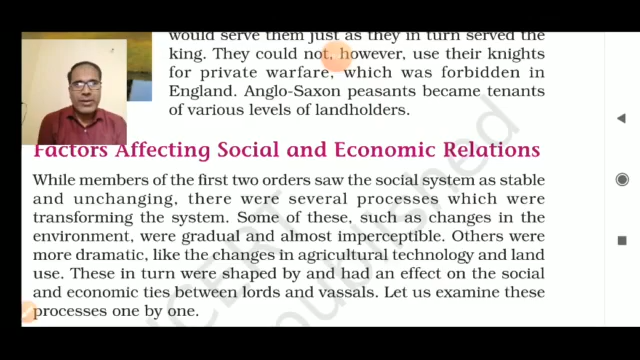 would serve them just as they in turn served the
king. They could not, however, use their knights
for private warfare, which was forbidden in
England. Anglo-Saxon peasants became tenants
of various levels of landholders.
Factors Affecting Social and Economic Relations
While members of the first two orders saw the social system as stable
and unchanging, there were several processes which were
transforming the system. Some of these, such as changes in the
environment, were gradual and almost imperceptible. Others were
more dramatic, like the changes in agricultural technology and land
use. These in turn were shaped by and had an effect on the social
and economic ties between lords and vassals. Let us examine these
processes one by one.